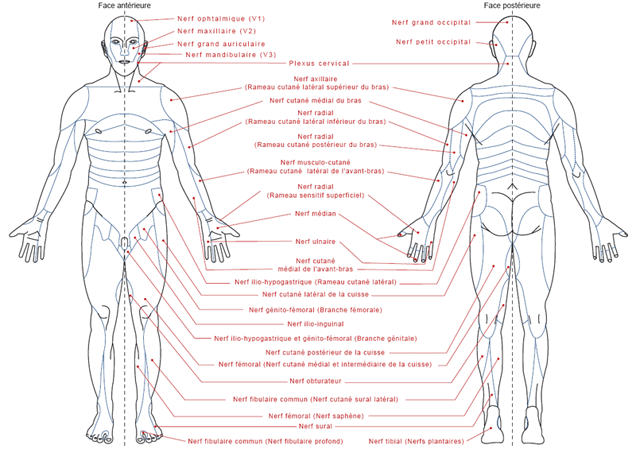 Face antérieure
Face postérieure
Nerf ophtalmique (V1)
Nerf maxillaire (V2)
Nerf grand auriculaire
Nerf mandibulaire (V3)
Nerf grand occipital
Nerf petit occipital
Plexus cervical
Nerf axillaire
(Rameau cutané latéral supérieur du bras)
Nerf cutané médial du bras
Nerf radial
(Rameau cutané latéral inférieur du bras)
Nerf radial
(Rameau cutané postérieur du bras)
Nerf musculo-cutané
(Rameau cutané latéral de l'avant-bras)
Nerf radial
(Rameau sensitif superficiel)
Nerf médian
Nerf ulnaire
Nerf cutané
médial de l'avant-bras
Nerf ilio-hypogastrique (Rameau cutané latéral)
Nerf cutané latéral de la cuisse
Nerf génito-fémoral (Branche fémorale)
Nerf ilio-inguinal
Nerf ilio-hypogastrique et génito-fémoral (Branche génitale)
Nerf cutané postérieur de la cuisse
Nerf fémoral (Nerf cutané médial et intermédiaire de la cuisse)
Nerf obturateur
Nerf fibulaire commun (Nerf cutané sural latéral)
Nerf fémoral (Nerf saphène)
Nerf sural
Nerf fibulaire commun (Nerf fibulaire profond)
Nerf tibial (Nerfs plantaires)